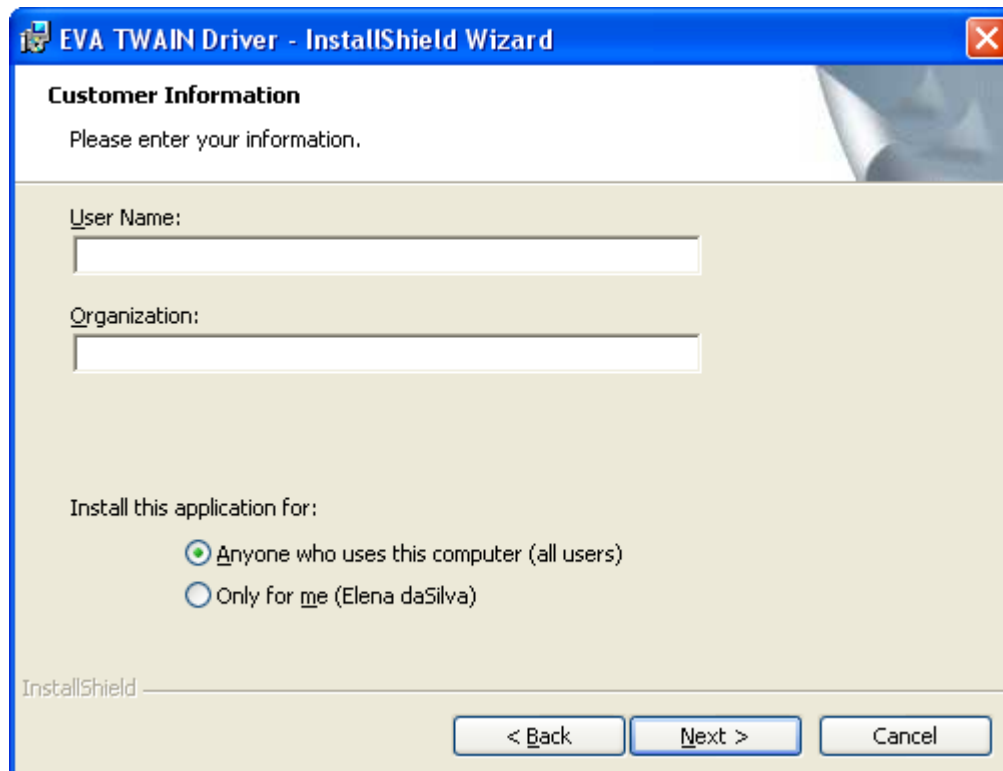 EVA TWAIN Driver - InstallShield Wizard
Customer Information
Please enter your information.
User Name:
Organization:
Install this application for:
Anyone who uses this computer (all users)
Only for me (Elena daSilva)
InstallShield
< Back Next > Cancel